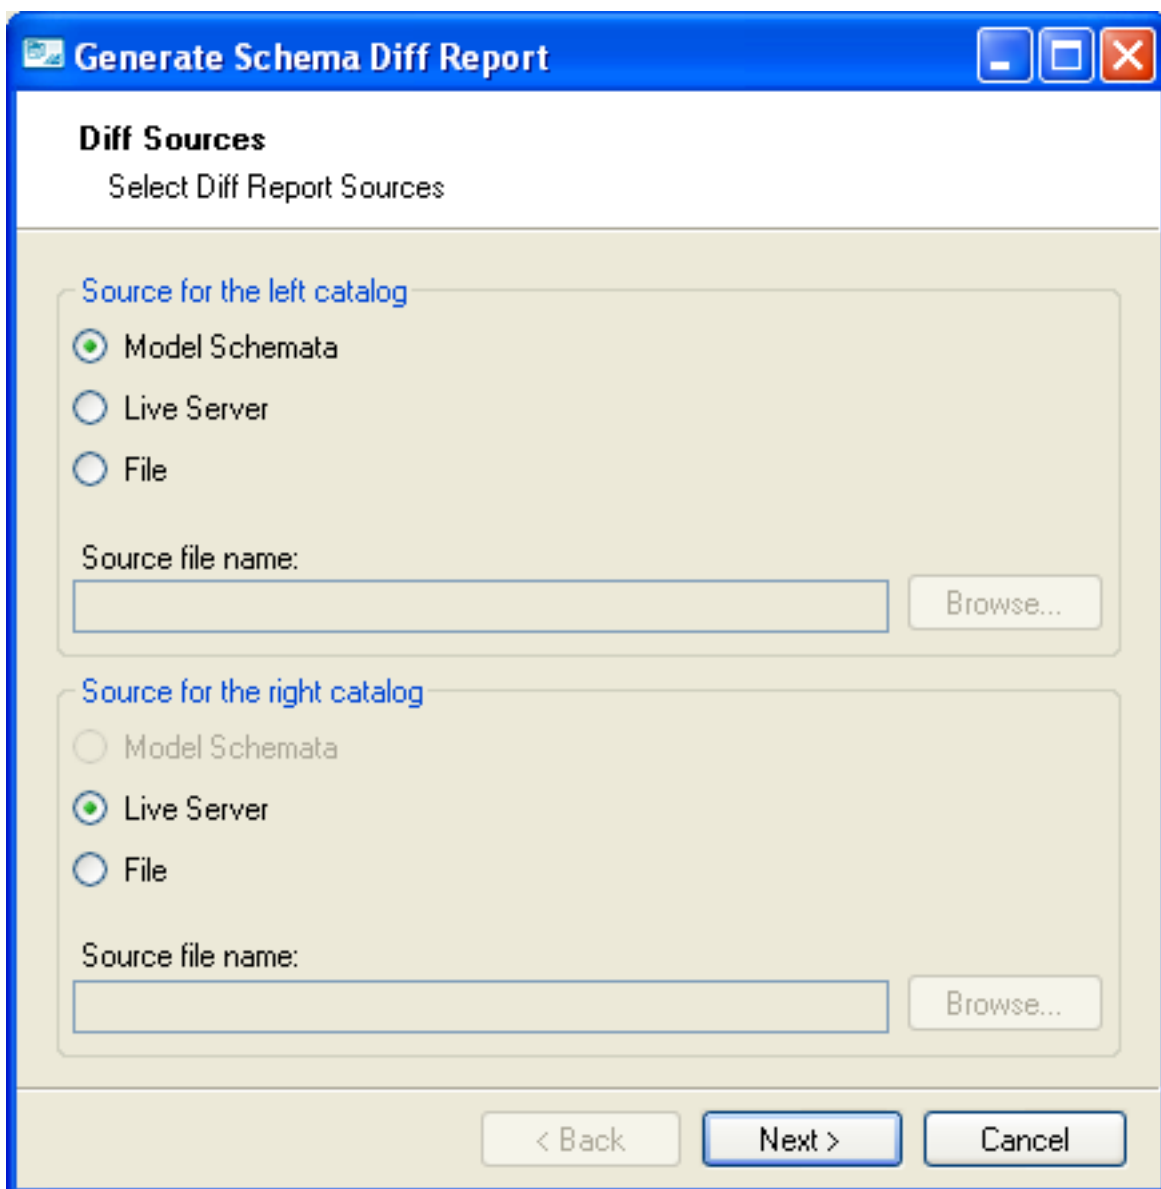 Generate Schema Diff Report
Diff Sources
Select Diff Report Sources
Source for the left catalog
Model Schemata
Live Server
File
Source file name:
Browse...
Source for the right catalog
Model Schemata
Live Server
File
Source file name:
Browse...
< Back Next > Cancel